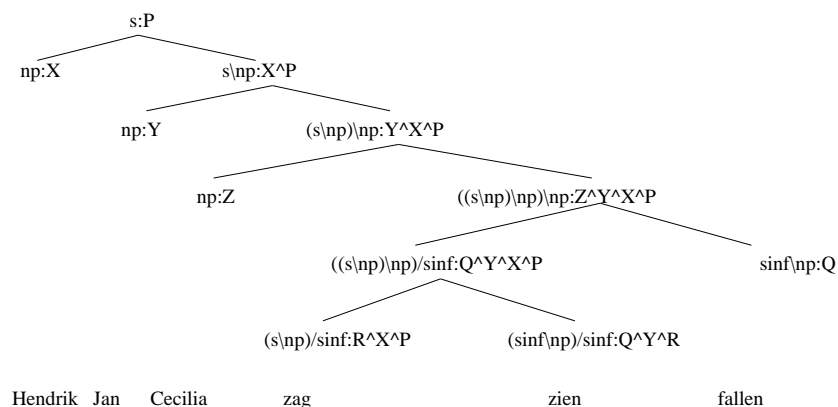 s:P
np:X s\np:X^P
np:Y (s\np)\np:Y^X^P
np:Z ((s\np)\np)\np:Z^Y^X^P
((s\np)\np)/sinf:Q^Y^X^P sinf\np:Q
(s\np)/sinf:R^X^P (sinf\np)/sinf:Q^Y^R
Hendrik Jan Cecilia zag zien fallen